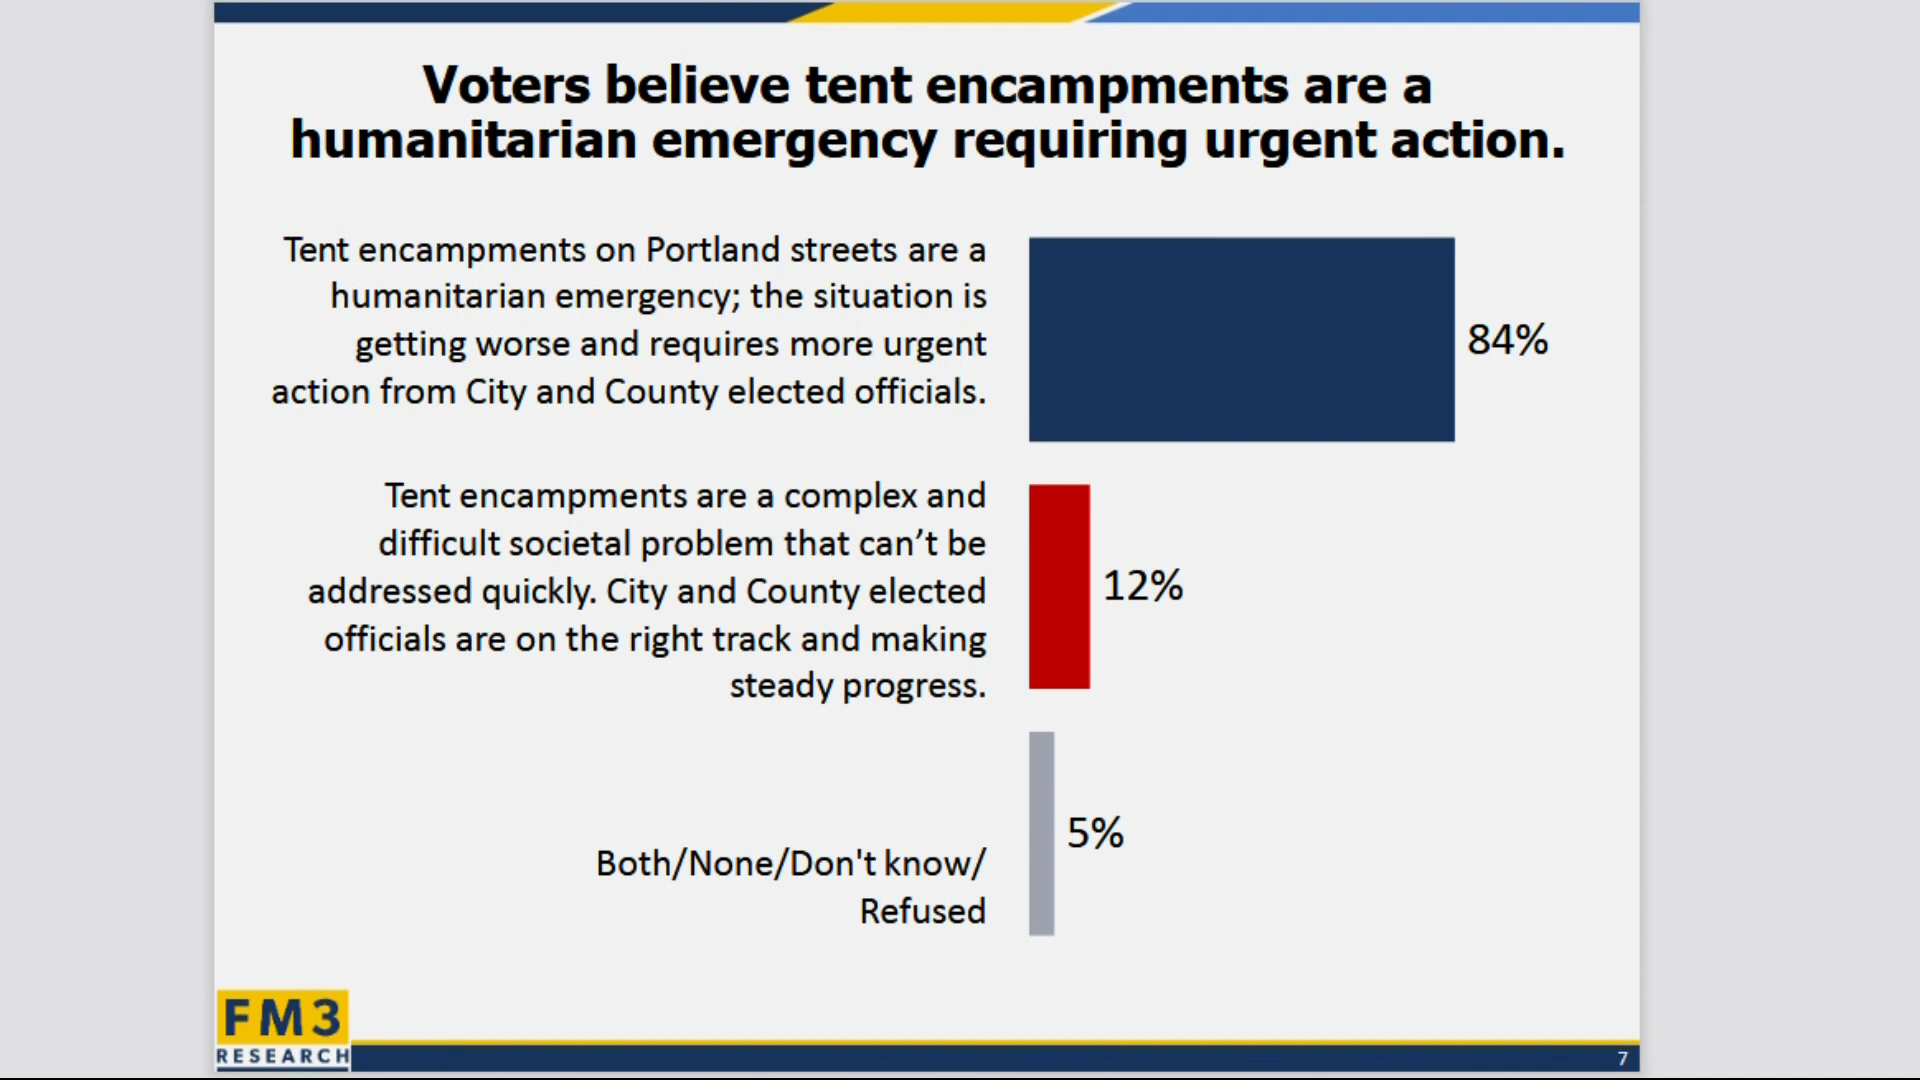 Voters believe tent encampments are a
humanitarian emergency requiring urgent action.
Tent encampments on Portland streets are a
humanitarian emergency; the situation is
getting worse and requires more urgent
action from City and County elected officials.
84%
Tent encampments are a complex and
difficult societal problem that can’t be
addressed quickly. City and County elected
officials are on the right track and making
steady progress.
12%
Both/None/Don't know/
Refused
5%
FM3
RESEARCH
7